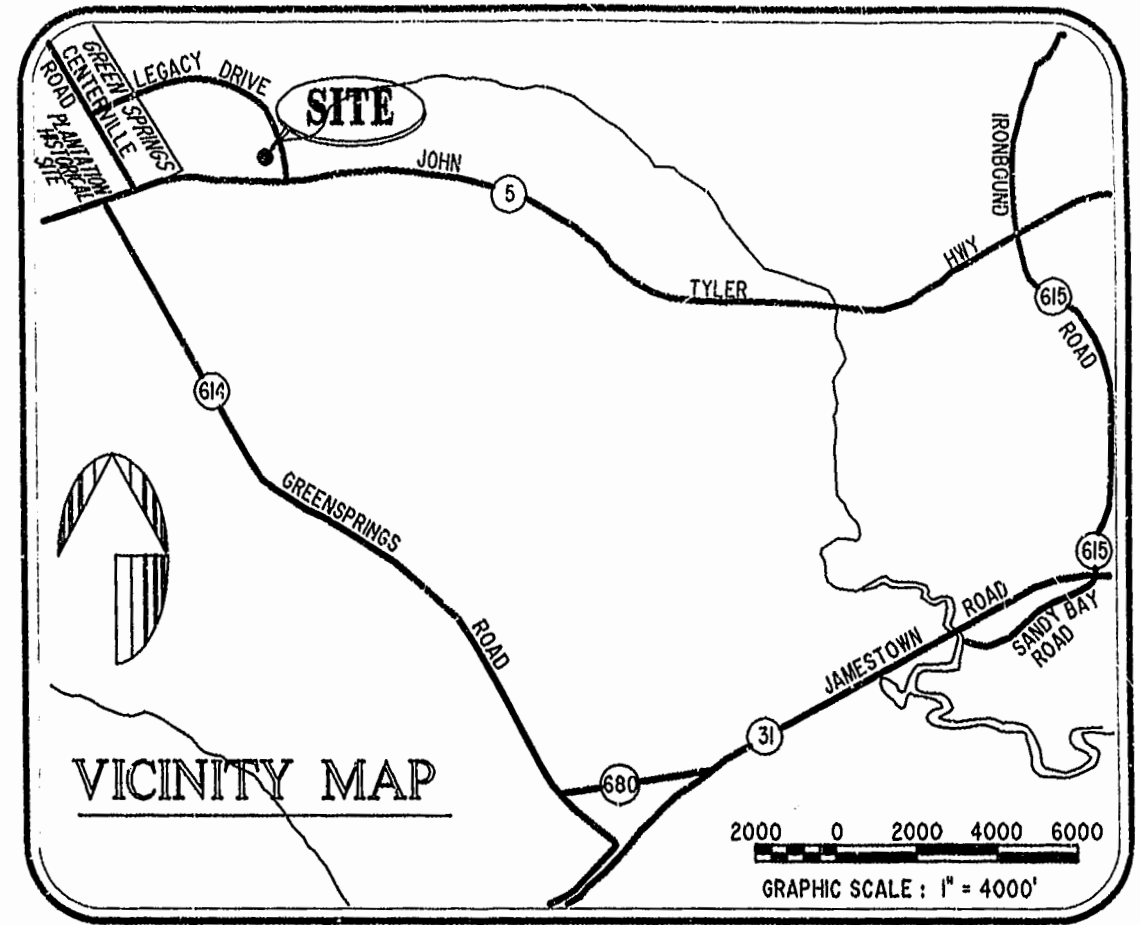 GREEN SPRINGS
PLANTATION
HISTORICAL
SITE
CENTERVILLE
ROAD
LEGACY DRIVE
SITE
JOHN
5
TYLER
HWY
IRONBOUND
615
ROAD
614
GREENSPRINGS
ROAD
615
JAMESTOWN
ROAD
SANDY BAY
ROAD
31
680
VICINITY MAP
2000 0 2000 4000 6000
GRAPHIC SCALE : 1" = 4000'